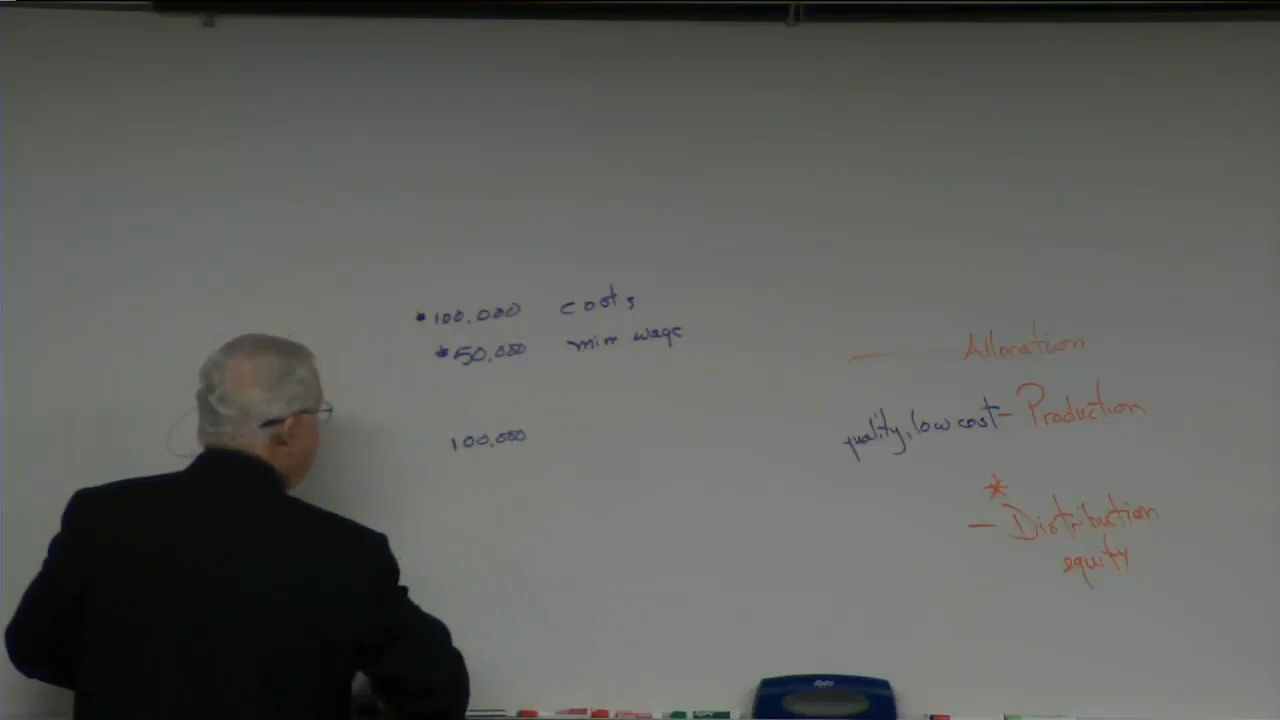 100,000 costs
50,000 min wage
100,000
— Allocation
quality, low cost - Production
*
— Distribution
equity